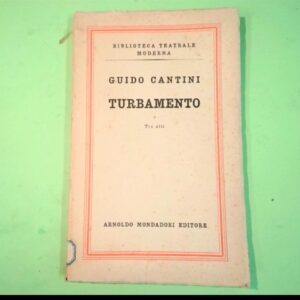 BIBLIOTECA TEATRALE
MODERNA
GUIDO CANTINI
TURBAMENTO
Tre atti
ARNOLDO MONDADORI EDITORE